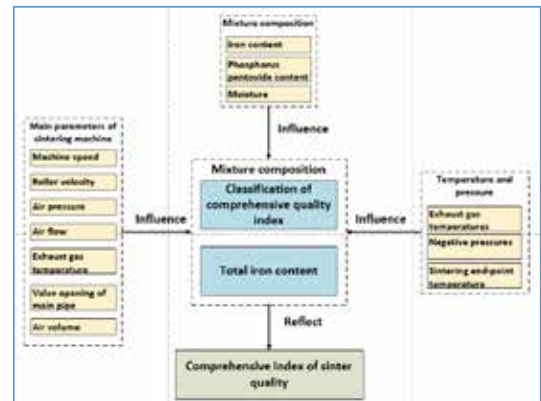 Mixture composition
Iron content
Phosphorus
pentoxide content
Moisture
Influence
Main parameters of
sintering machine
Machine speed
Roller velocity
Air pressure
Air flow
Exhaust gas
temperature
Valve opening of
main pipe
Air volume
Influence
Mixture composition
Classification of
comprehensive quality
index
Total iron content
Influence
Temperature and
pressure
Exhaust gas
temperatures
Negative pressures
Sintering end-point
temperature
Reflect
Comprehensive index of sinter
quality